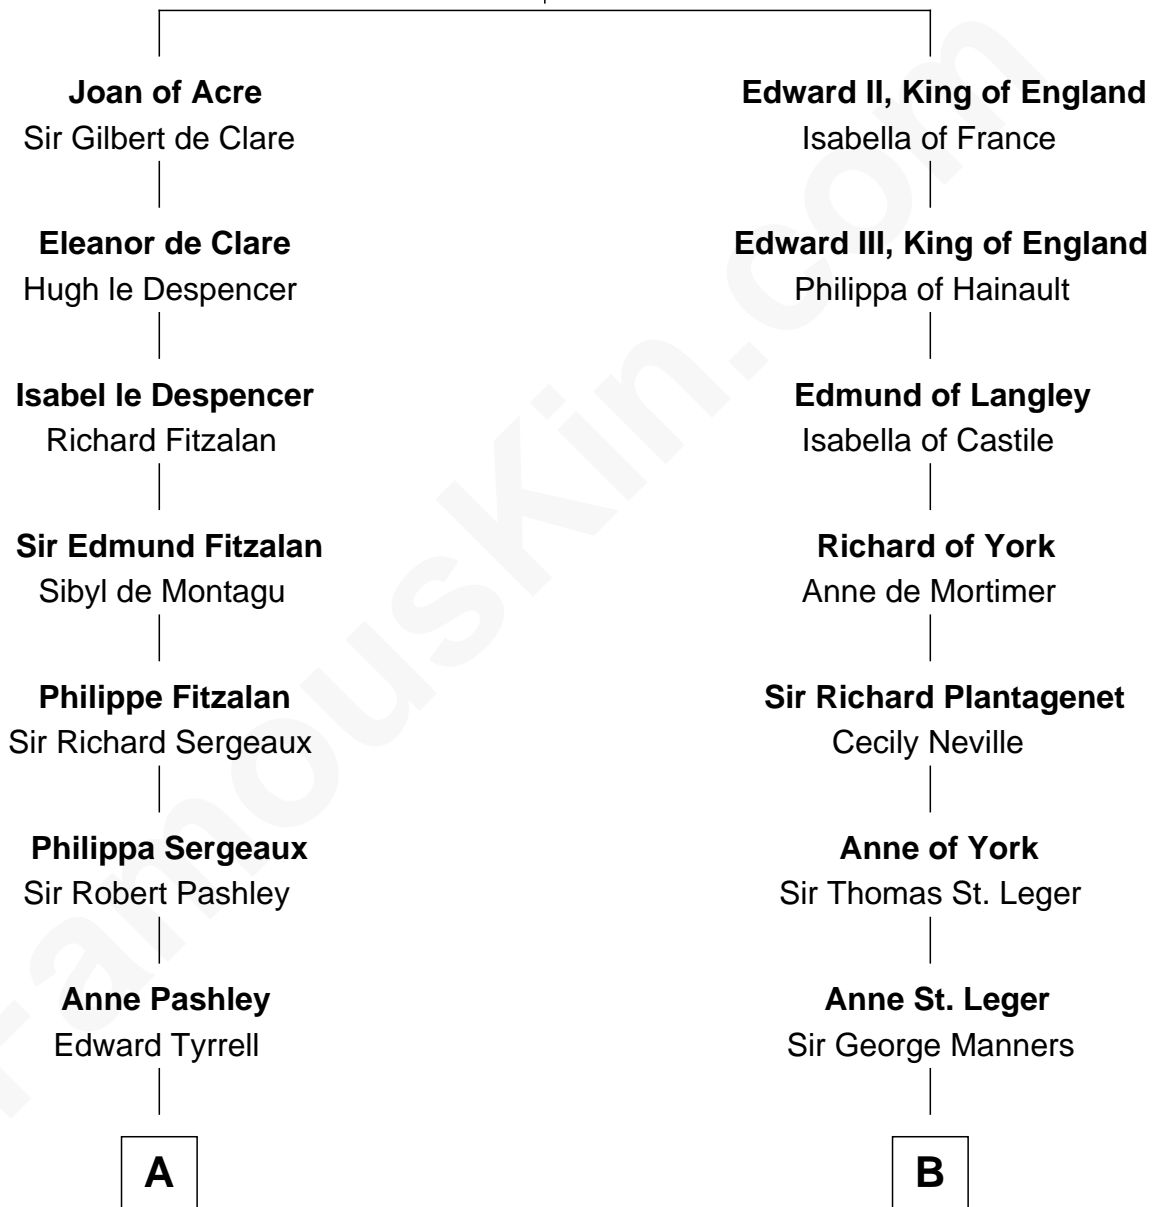 Joan of Acre
Sir Gilbert de Clare
Edward II, King of England
Isabella of France
Eleanor de Clare
Hugh le Despencer
Edward III, King of England
Philippa of Hainault
Isabel le Despencer
Richard Fitzalan
Edmund of Langley
Isabella of Castile
Sir Edmund Fitzalan
Sibyl de Montagu
Richard of York
Anne de Mortimer
Philippe Fitzalan
Sir Richard Sergeaux
Sir Richard Plantagenet
Cecily Neville
Philippa Sergeaux
Sir Robert Pashley
Anne of York
Sir Thomas St. Leger
Anne Pashley
Edward Tyrrell
Anne St. Leger
Sir George Manners
A
B
FamousKin.com